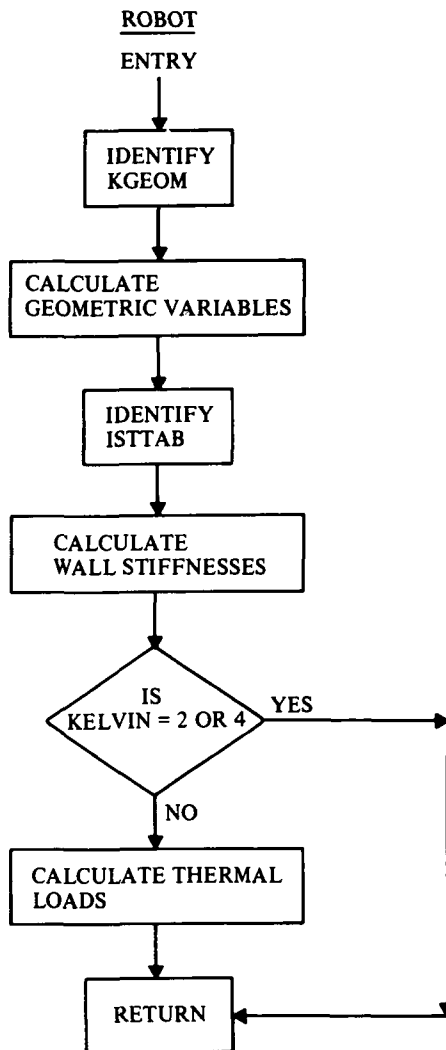 ROBOT
ENTRY
IDENTIFY
KGEOM
CALCULATE
GEOMETRIC VARIABLES
IDENTIFY
ISTTAB
CALCULATE
WALL STIFFNESSES
IS
KELVIN = 2 OR 4
YES
NO
CALCULATE THERMAL
LOADS
RETURN